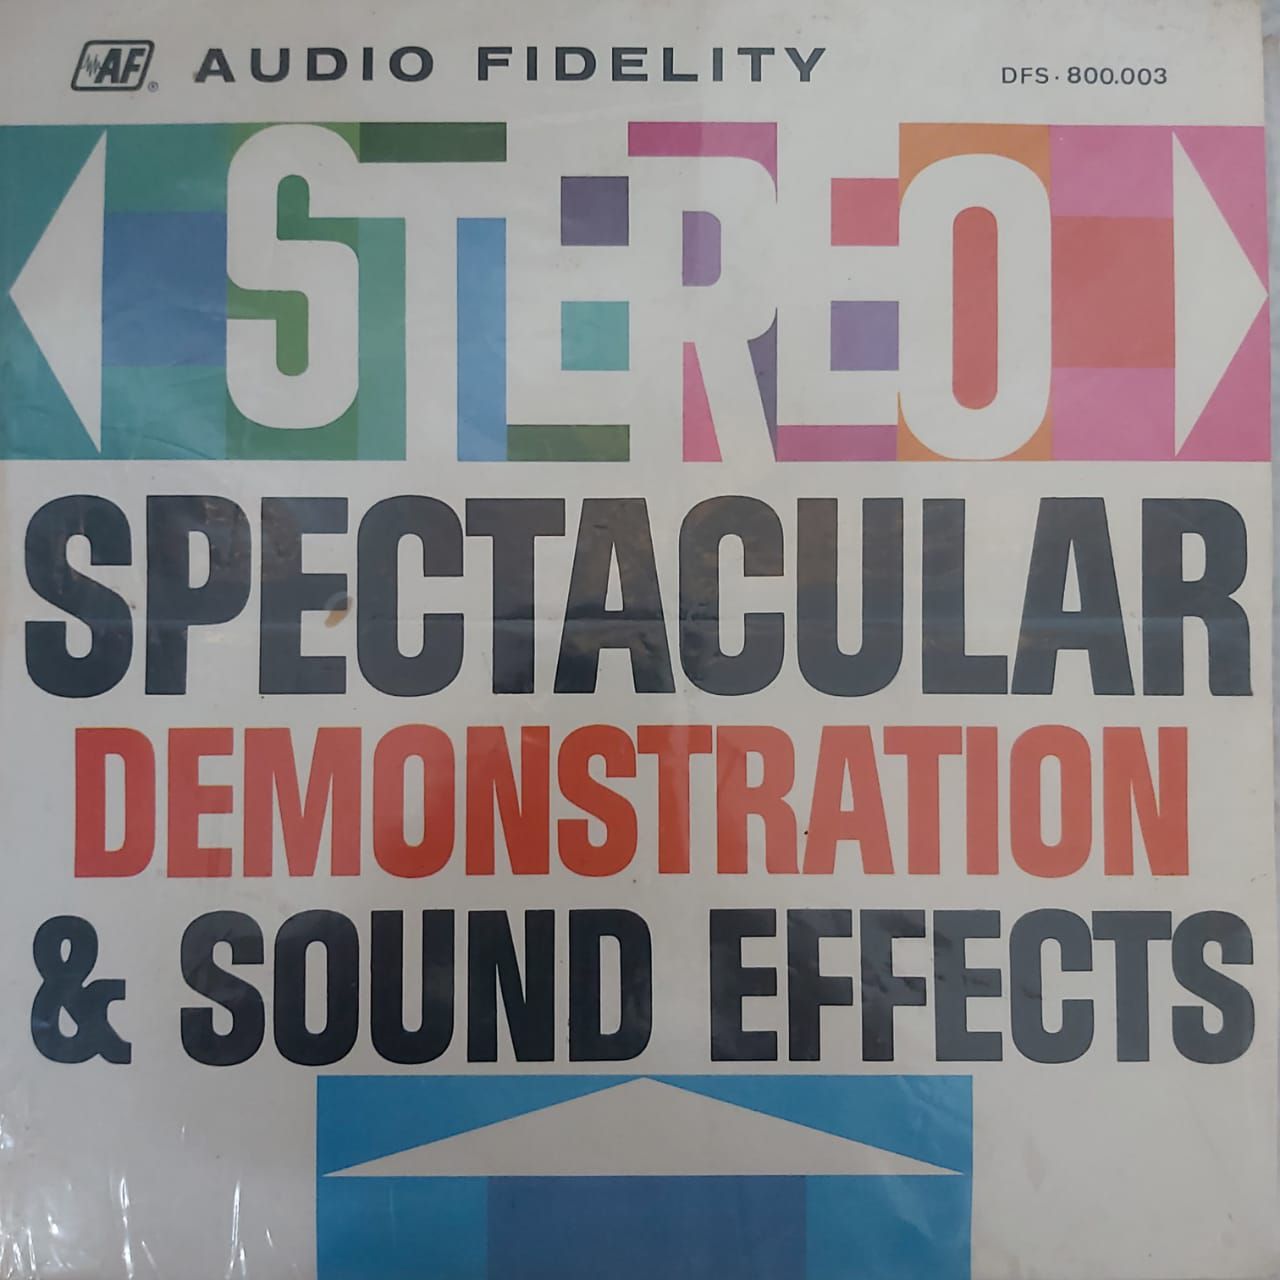 AF® AUDIO FIDELITY DFS · 800.003
STEREO
SPECTACULAR
DEMONSTRATION
& SOUND EFFECTS